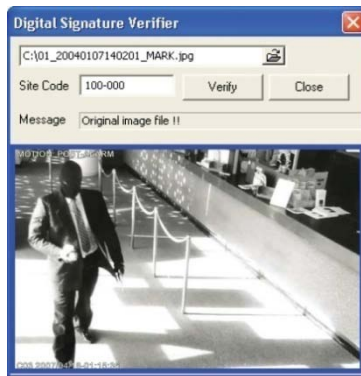 Digital Signature Verifier
C:\01_20040107140201_MARK.jpg
Site Code 100-000 Verify Close
Message Original image file !!